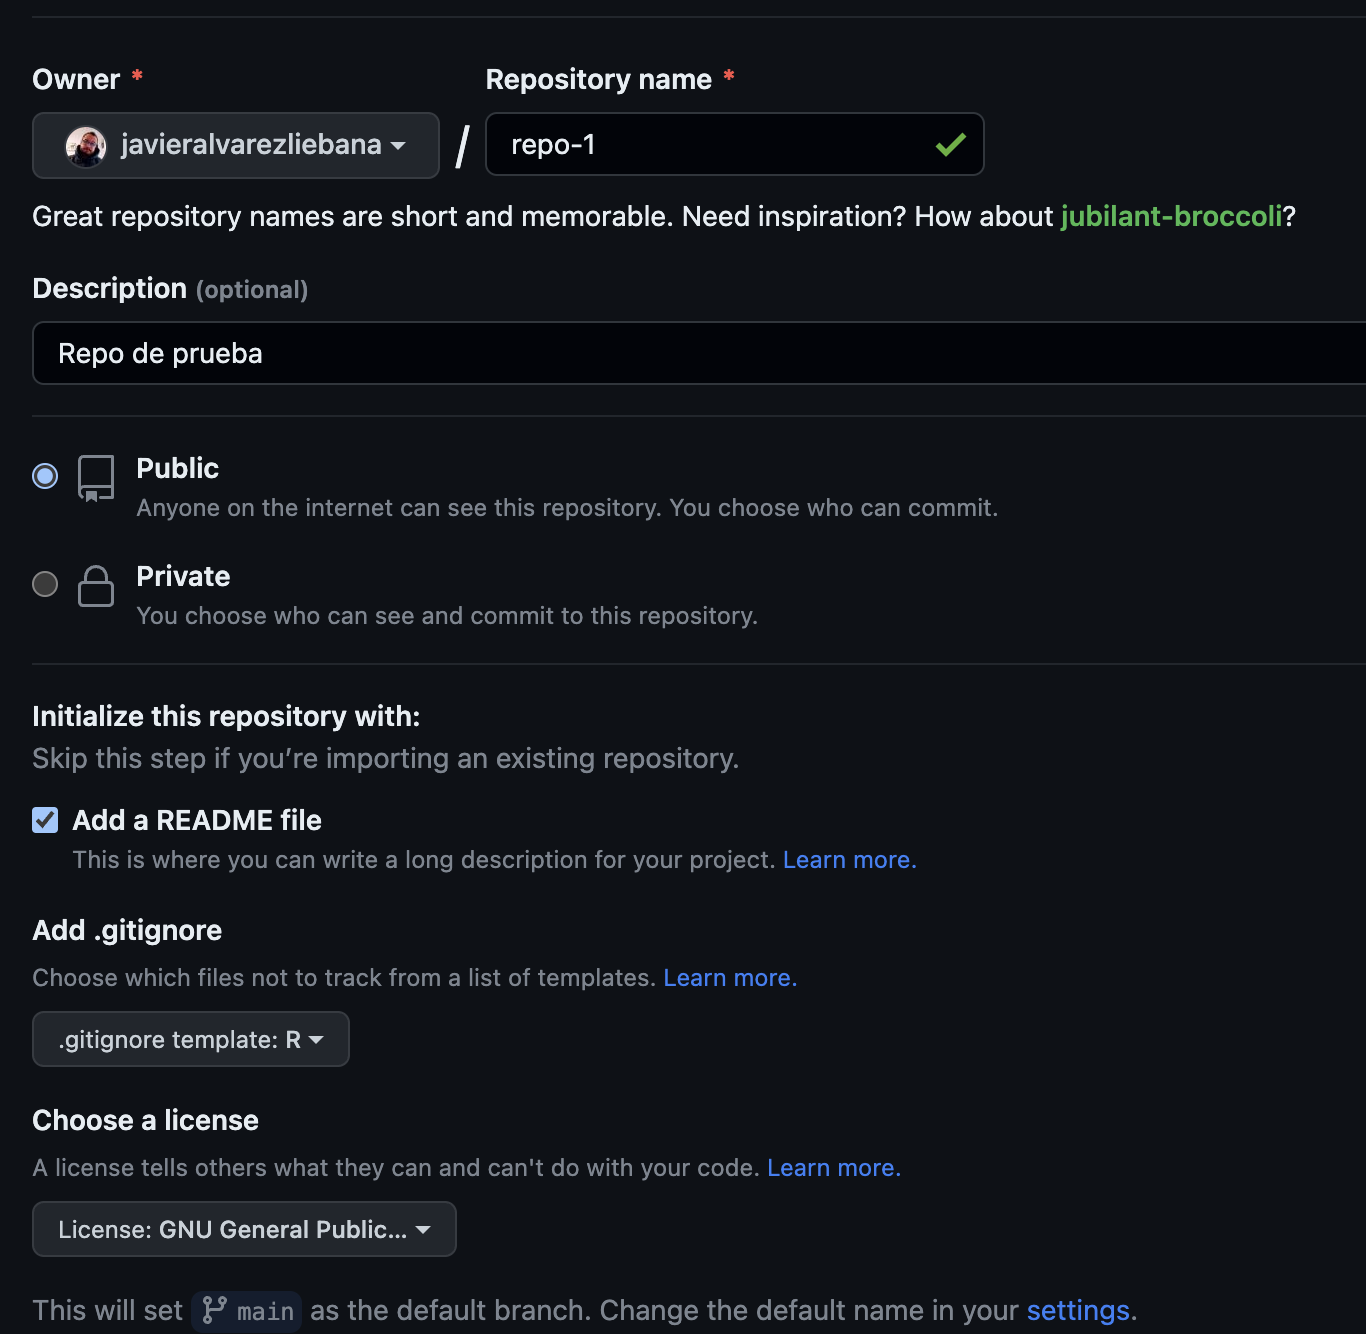 Owner * Repository name *
javieralvarezliebana / repo-1
Great repository names are short and memorable. Need inspiration? How about jubilant-broccoli?
Description (optional)
Repo de prueba
Public
Anyone on the internet can see this repository. You choose who can commit.
Private
You choose who can see and commit to this repository.
Initialize this repository with:
Skip this step if you’re importing an existing repository.
Add a README file
This is where you can write a long description for your project. Learn more.
Add .gitignore
Choose which files not to track from a list of templates. Learn more.
.gitignore template: R
Choose a license
A license tells others what they can and can't do with your code. Learn more.
License: GNU General Public...
This will set main as the default branch. Change the default name in your settings.